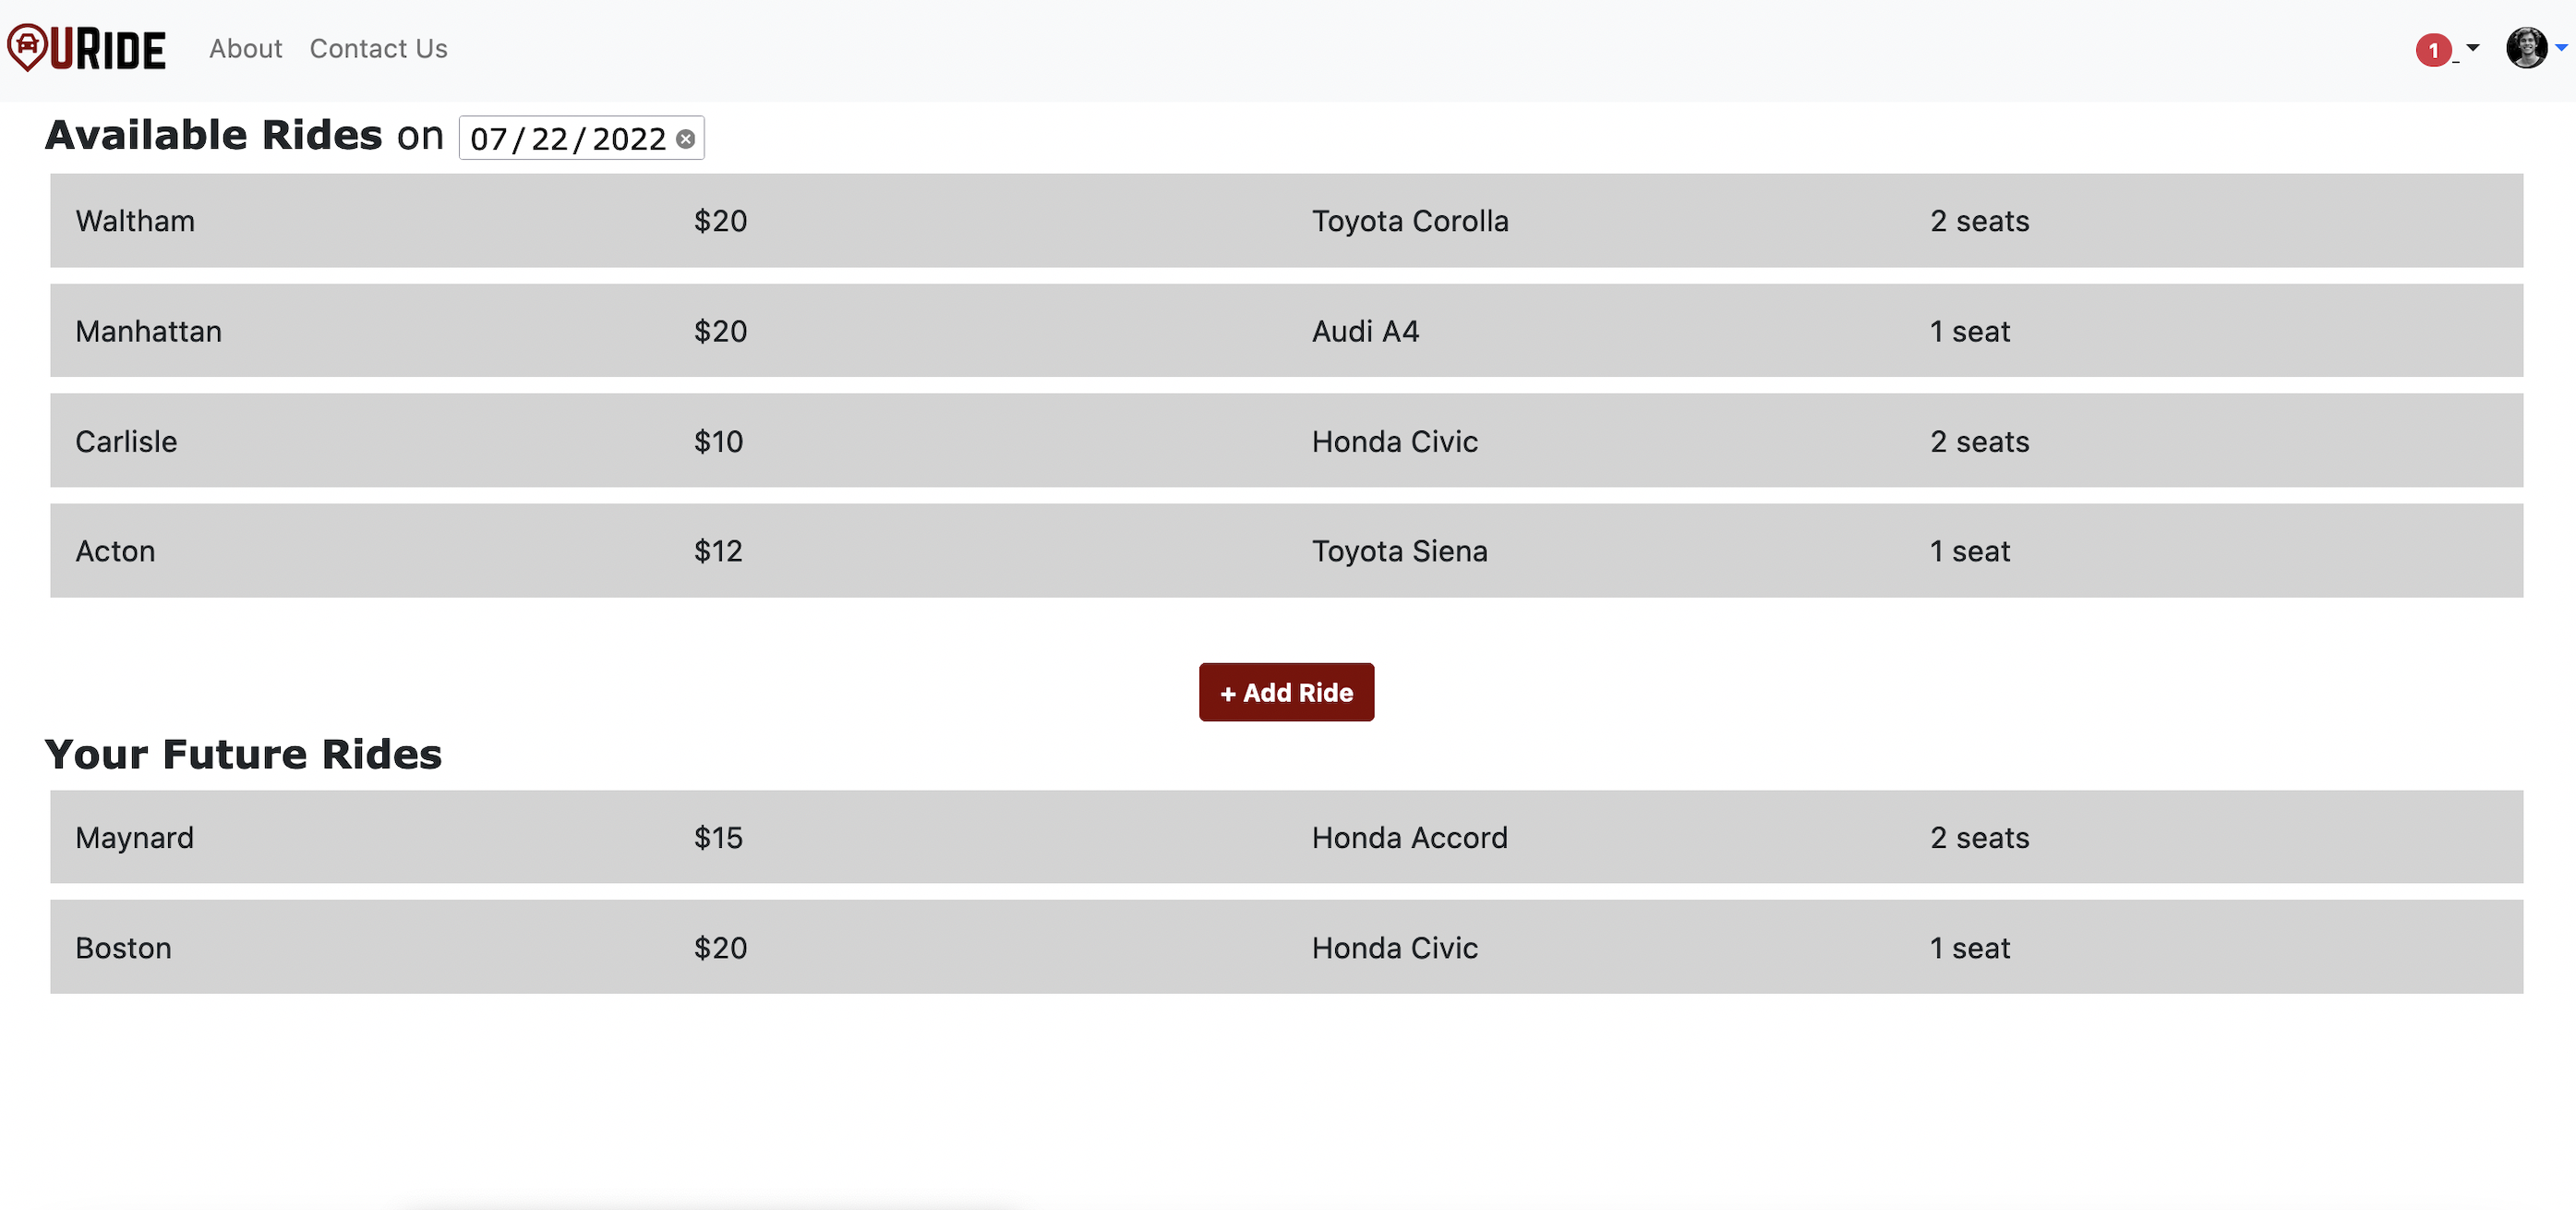 URIDE About Contact Us 1
Available Rides on 07/22/2022
Waltham $20 Toyota Corolla 2 seats
Manhattan $20 Audi A4 1 seat
Carlisle $10 Honda Civic 2 seats
Acton $12 Toyota Siena 1 seat
+ Add Ride
Your Future Rides
Maynard $15 Honda Accord 2 seats
Boston $20 Honda Civic 1 seat